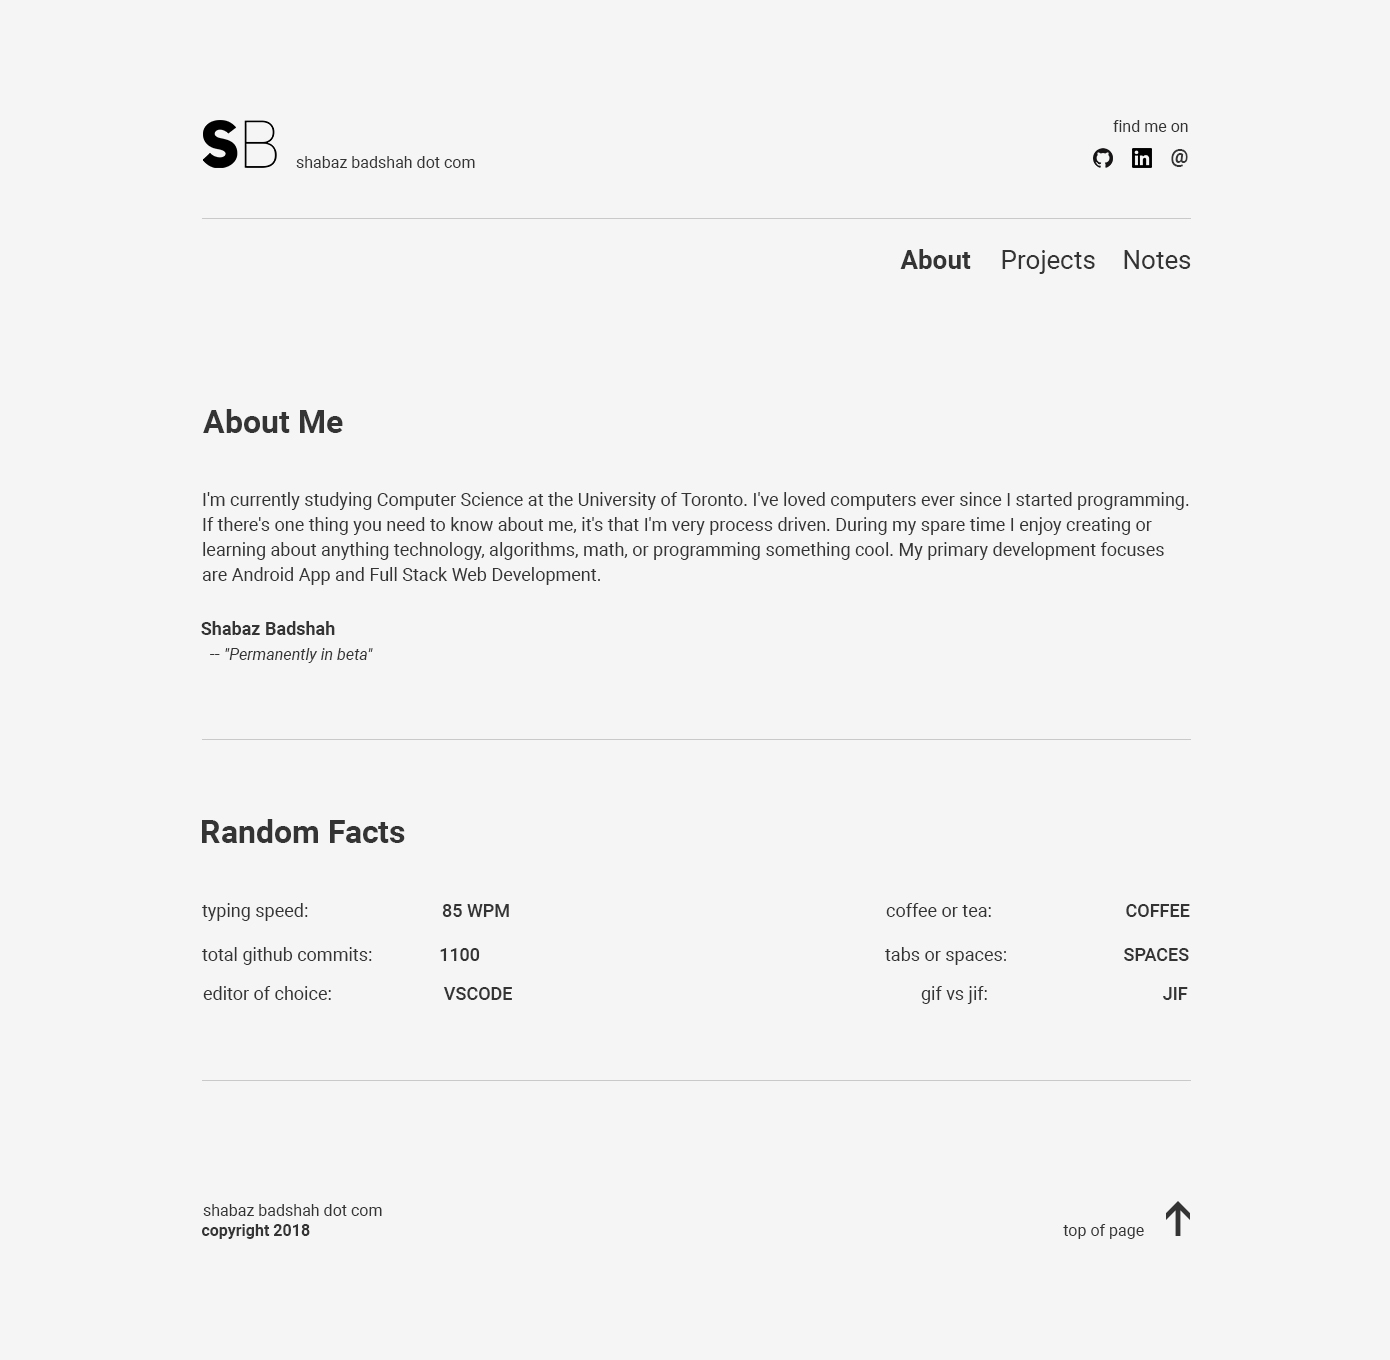 SB
shabaz badshah dot com
find me on
@
About Projects Notes
About Me
I'm currently studying Computer Science at the University of Toronto. I've loved computers ever since I started programming.
If there's one thing you need to know about me, it's that I'm very process driven. During my spare time I enjoy creating or
learning about anything technology, algorithms, math, or programming something cool. My primary development focuses
are Android App and Full Stack Web Development.
Shabaz Badshah
-- "Permanently in beta"
Random Facts
typing speed: 85 WPM
total github commits: 1100
editor of choice: VSCODE
coffee or tea: COFFEE
tabs or spaces: SPACES
gif vs jif: JIF
shabaz badshah dot com
copyright 2018
top of page